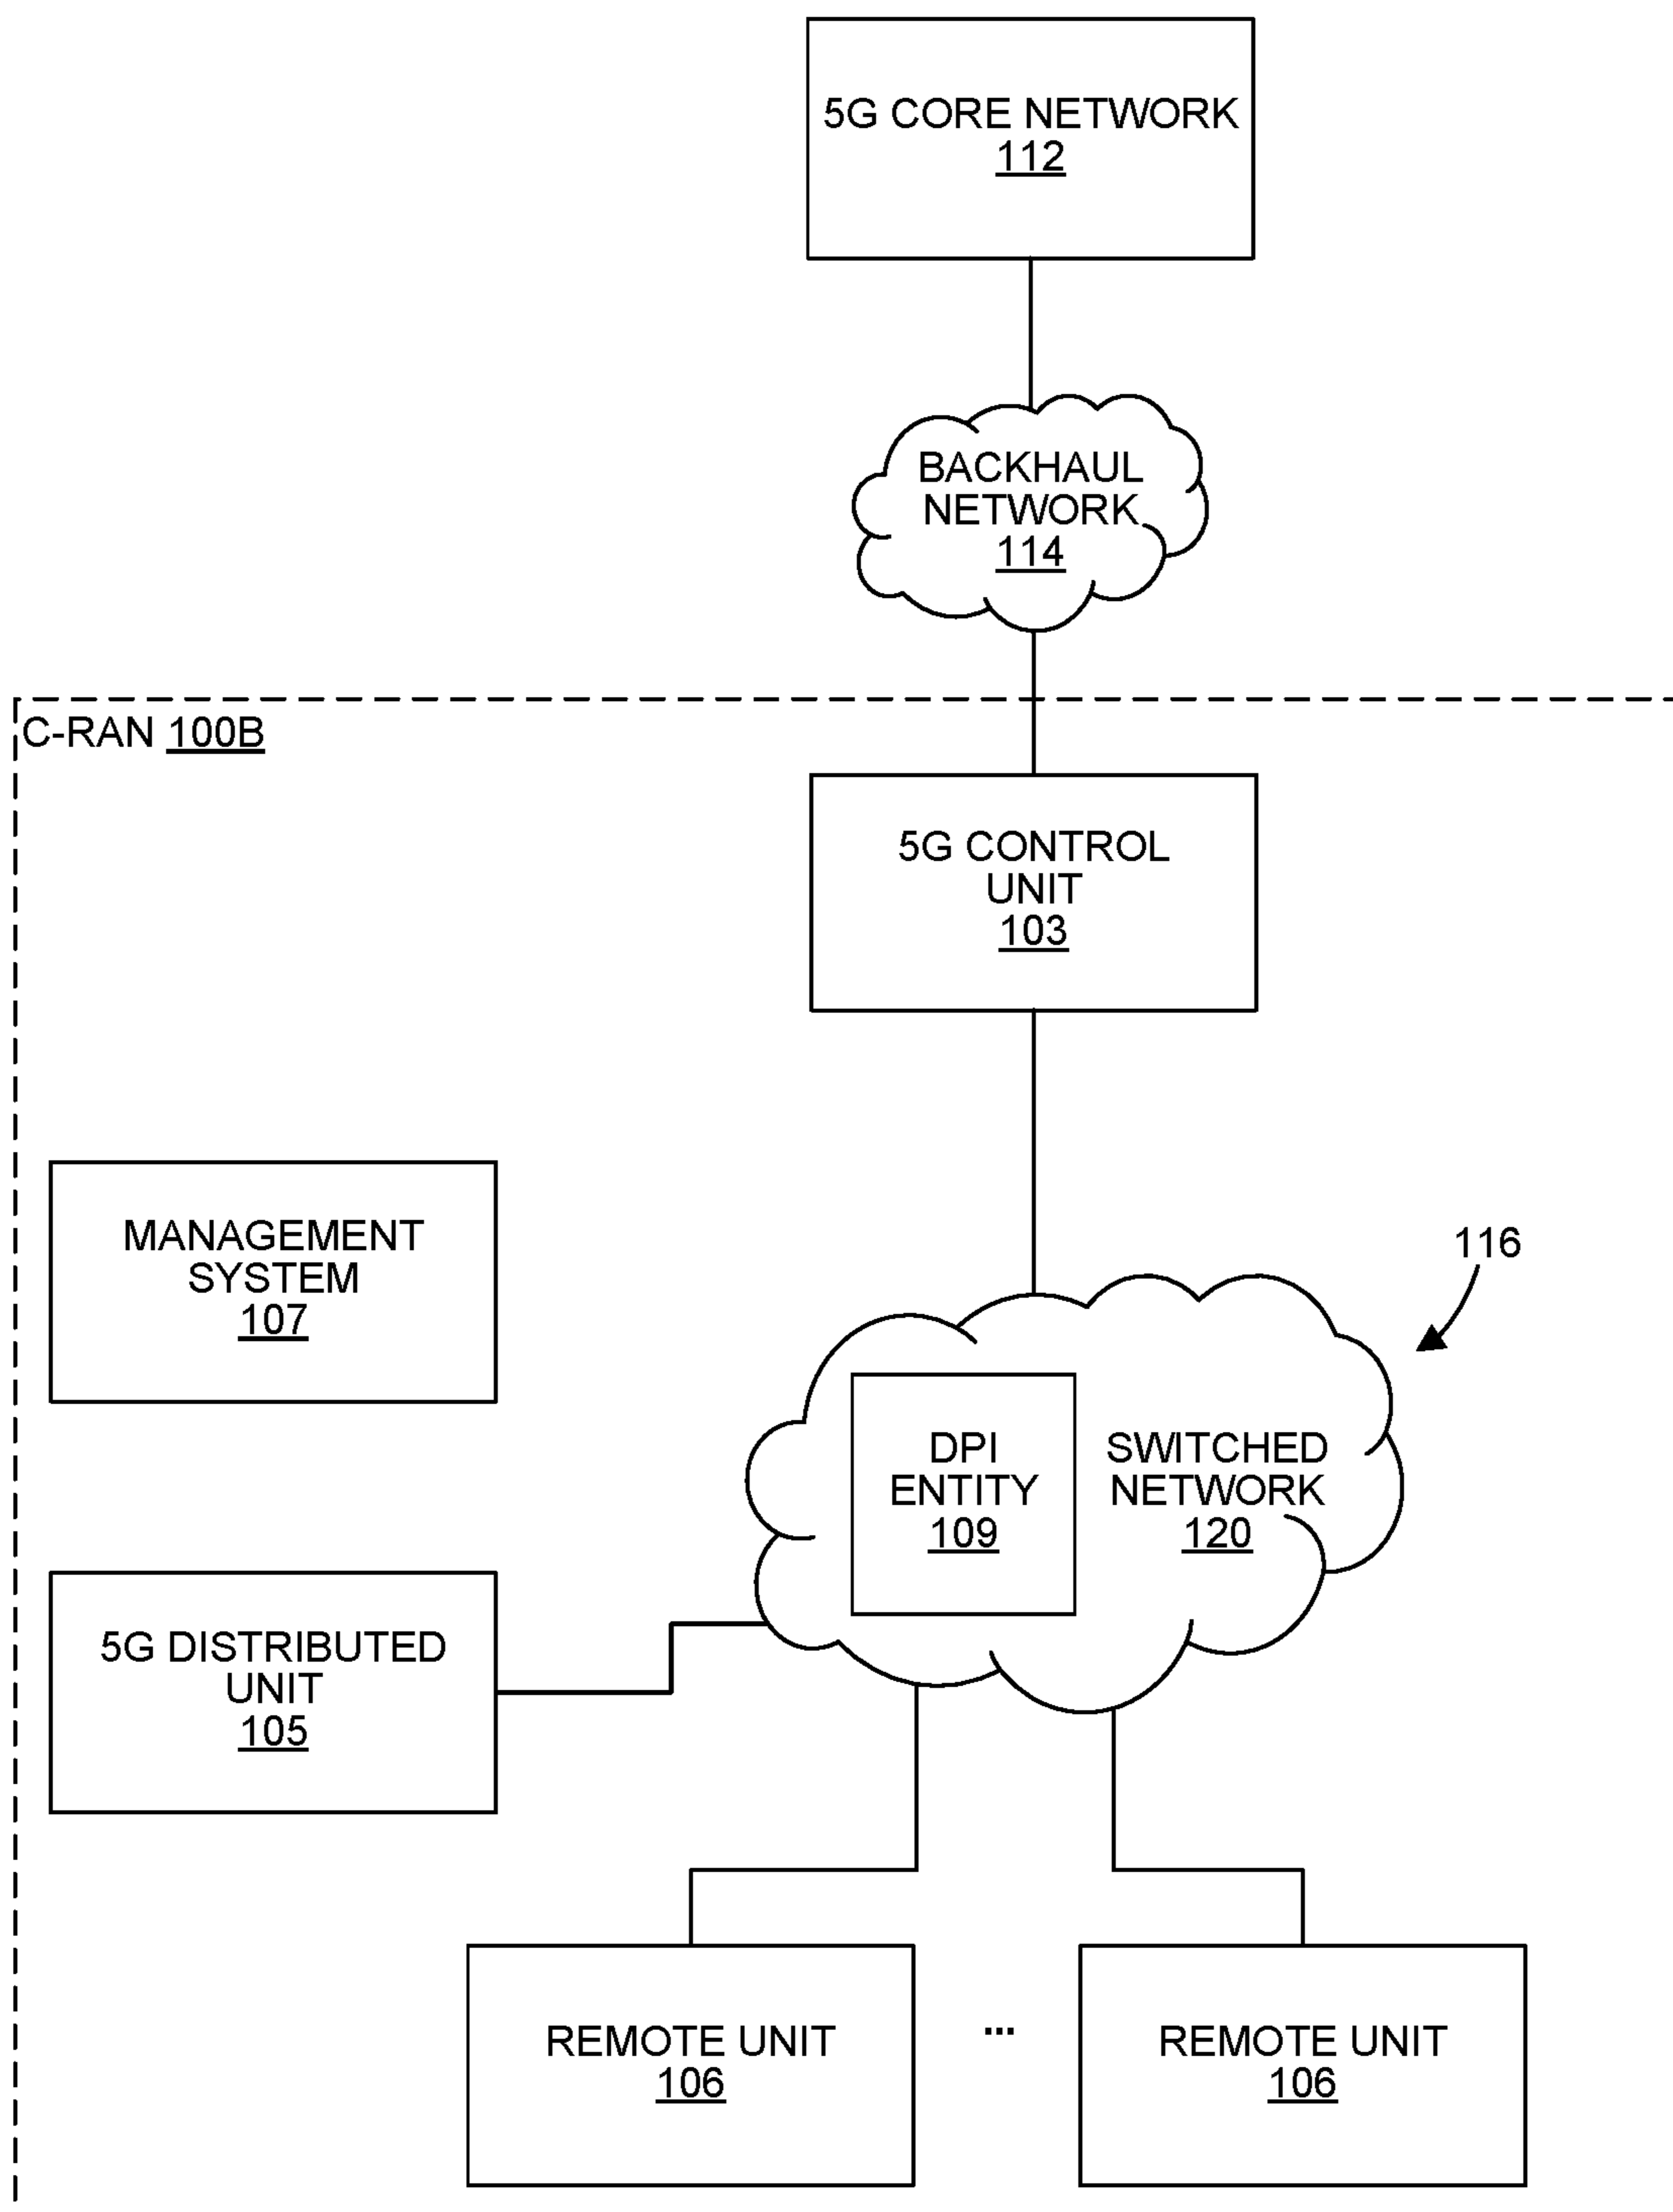 5G CORE NETWORK
112
BACKHAUL
NETWORK
114
C-RAN 100B
5G CONTROL
UNIT
103
MANAGEMENT
SYSTEM
107
116
DPI
ENTITY
109
SWITCHED
NETWORK
120
5G DISTRIBUTED
UNIT
105
REMOTE UNIT
106
...
REMOTE UNIT
106